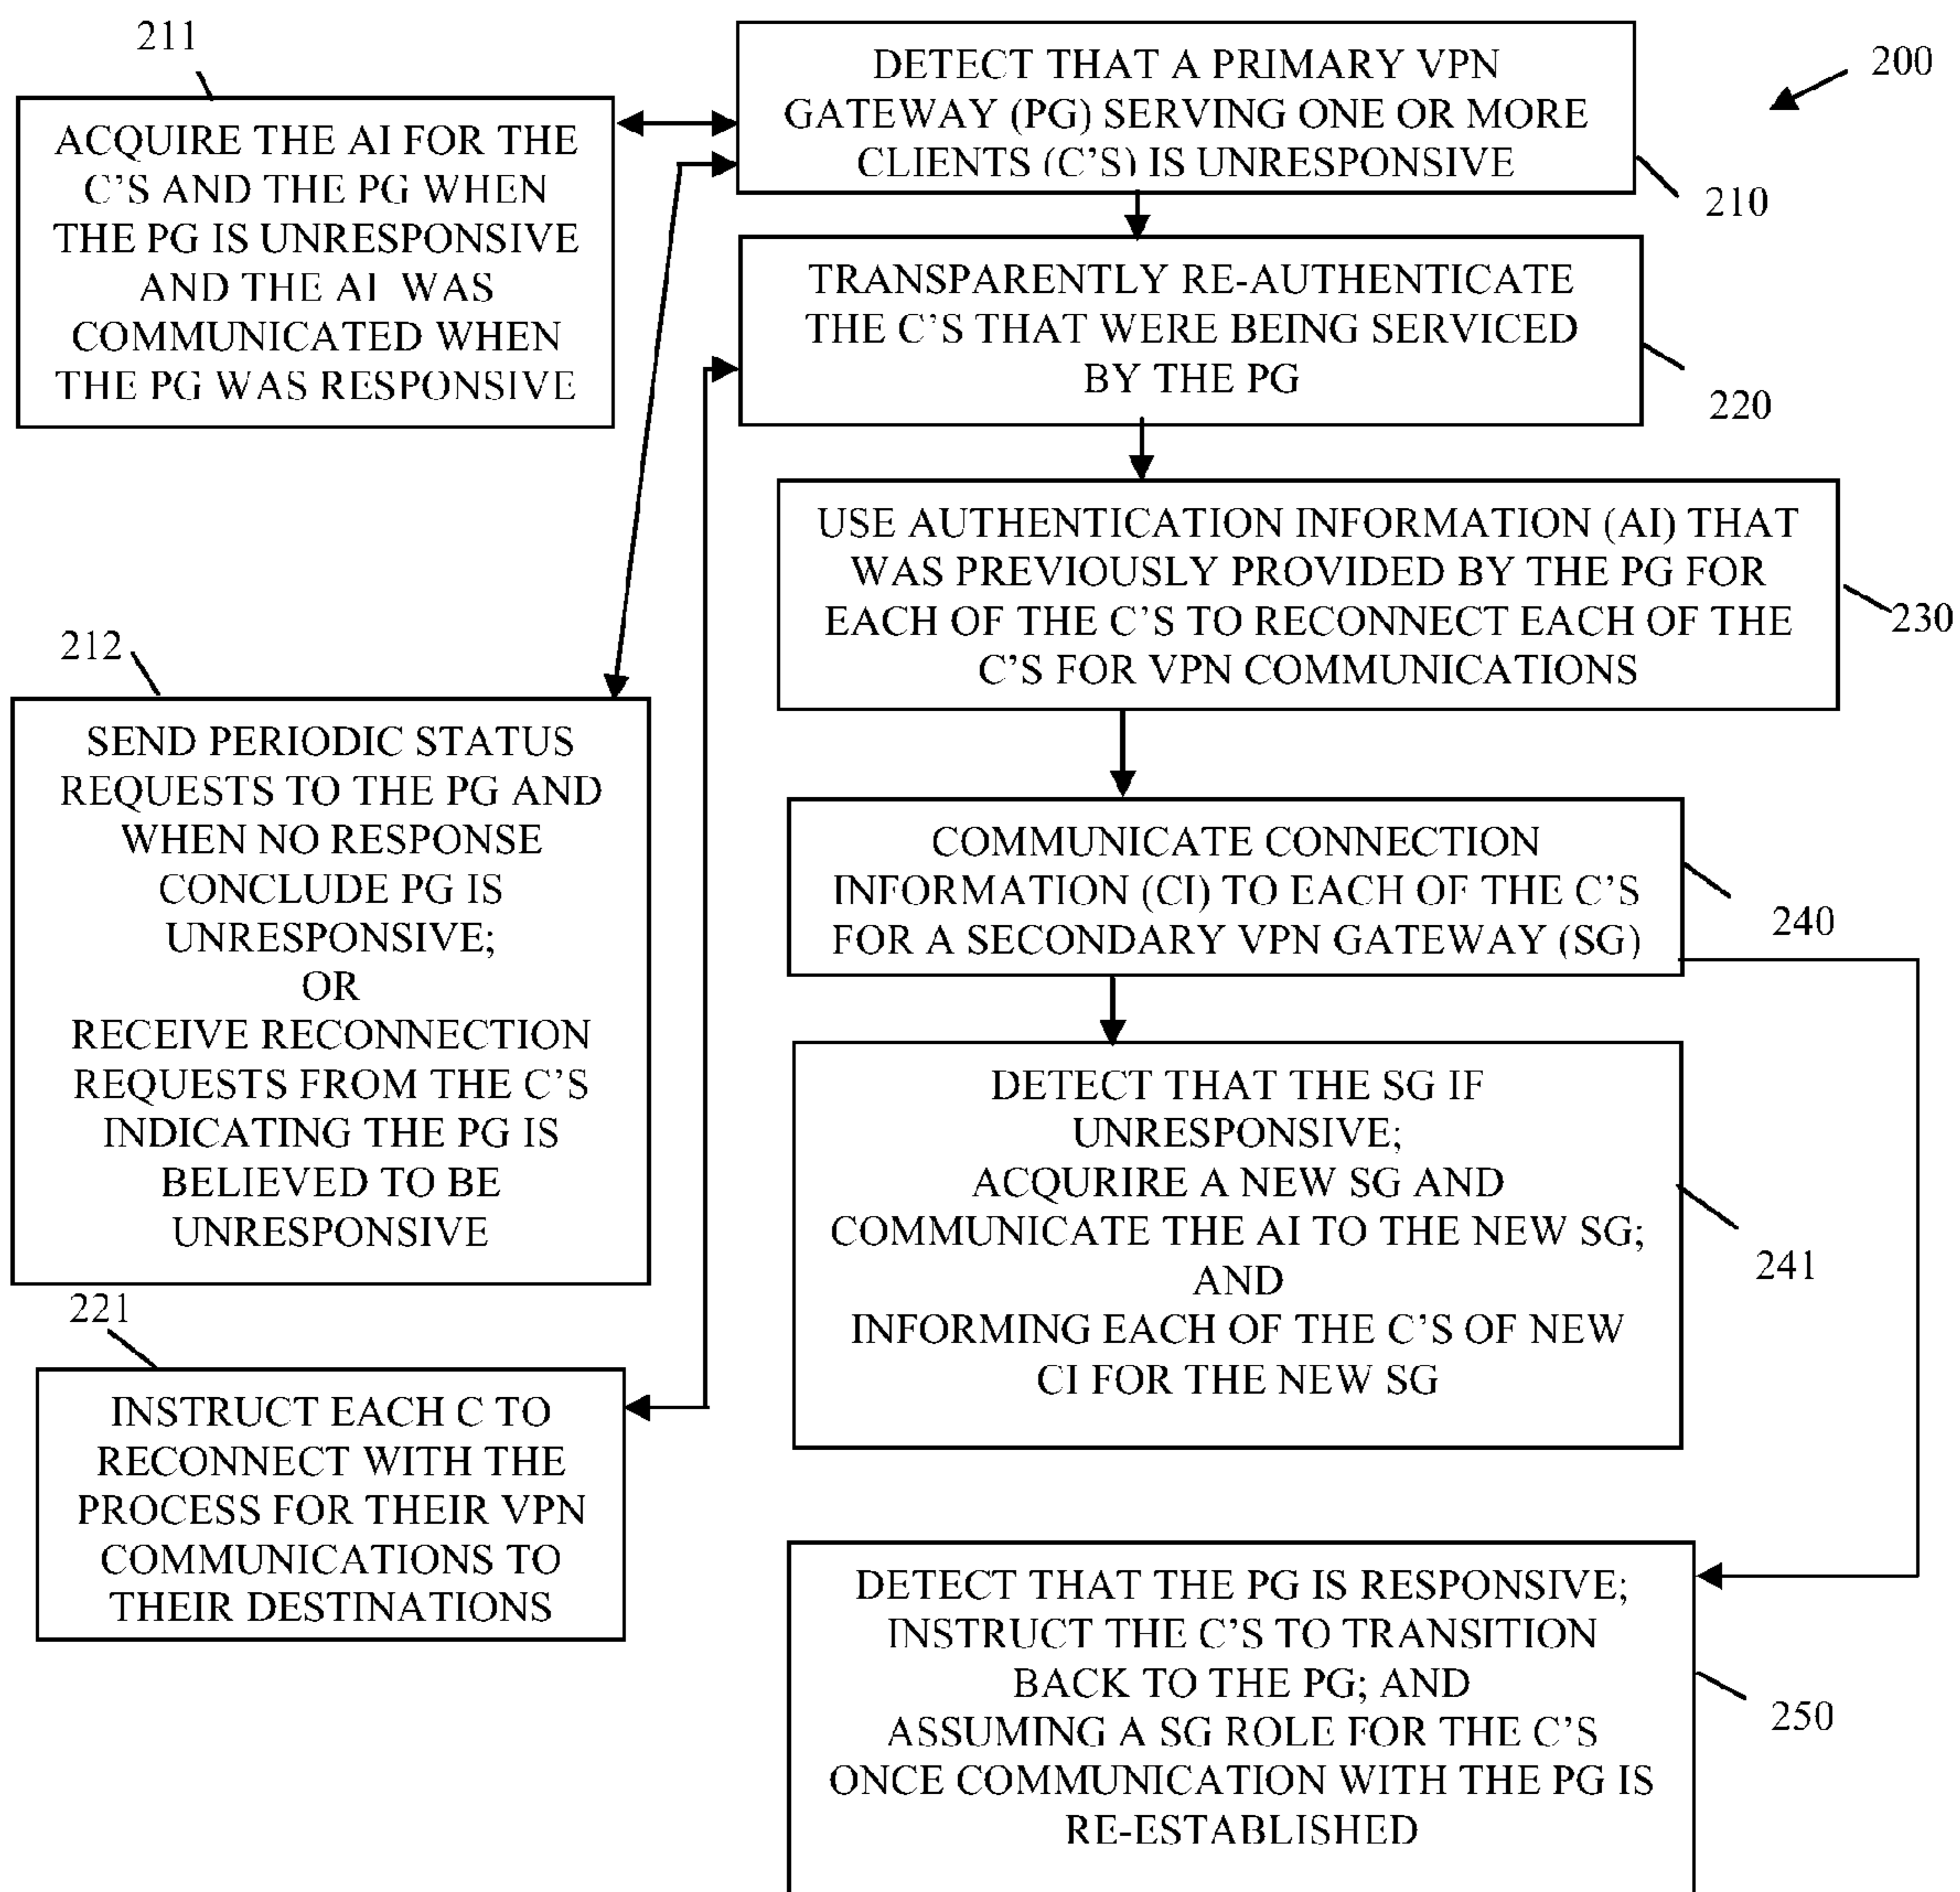 211
ACQUIRE THE AI FOR THE
C'S AND THE PG WHEN
THE PG IS UNRESPONSIVE
AND THE AI WAS
COMMUNICATED WHEN
THE PG WAS RESPONSIVE
DETECT THAT A PRIMARY VPN
GATEWAY (PG) SERVING ONE OR MORE
CLIENTS (C'S) IS UNRESPONSIVE
200
210
TRANSPARENTLY RE-AUTHENTICATE
THE C'S THAT WERE BEING SERVICED
BY THE PG
220
USE AUTHENTICATION INFORMATION (AI) THAT
WAS PREVIOUSLY PROVIDED BY THE PG FOR
EACH OF THE C'S TO RECONNECT EACH OF THE
C'S FOR VPN COMMUNICATIONS
230
212
SEND PERIODIC STATUS
REQUESTS TO THE PG AND
WHEN NO RESPONSE
CONCLUDE PG IS
UNRESPONSIVE;
OR
RECEIVE RECONNECTION
REQUESTS FROM THE C'S
INDICATING THE PG IS
BELIEVED TO BE
UNRESPONSIVE
COMMUNICATE CONNECTION
INFORMATION (CI) TO EACH OF THE C'S
FOR A SECONDARY VPN GATEWAY (SG)
240
DETECT THAT THE SG IF
UNRESPONSIVE;
ACQURIRE A NEW SG AND
COMMUNICATE THE AI TO THE NEW SG;
AND
INFORMING EACH OF THE C'S OF NEW
CI FOR THE NEW SG
241
221
INSTRUCT EACH C TO
RECONNECT WITH THE
PROCESS FOR THEIR VPN
COMMUNICATIONS TO
THEIR DESTINATIONS
DETECT THAT THE PG IS RESPONSIVE;
INSTRUCT THE C'S TO TRANSITION
BACK TO THE PG; AND
ASSUMING A SG ROLE FOR THE C'S
ONCE COMMUNICATION WITH THE PG IS
RE-ESTABLISHED
250